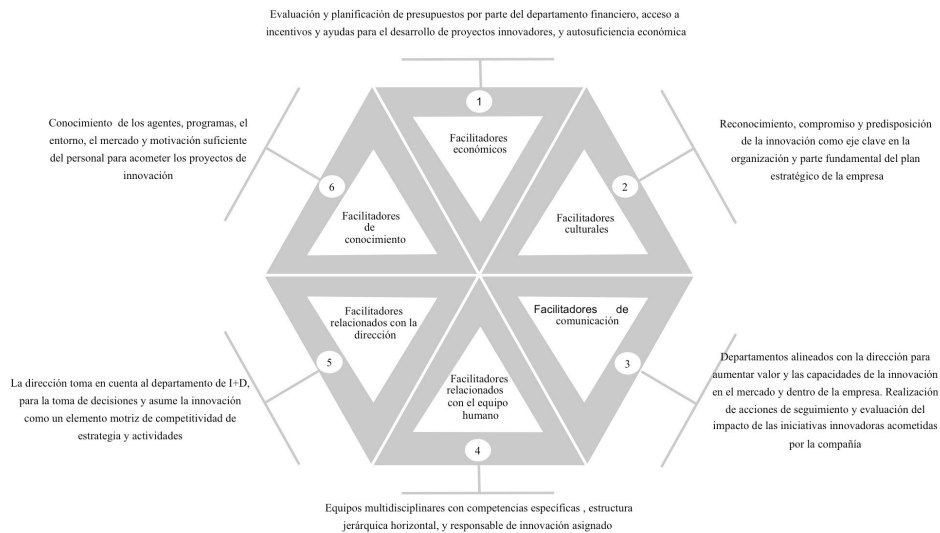 Evaluación y planificación de presupuestos por parte del departamento financiero, acceso a
incentivos y ayudas para el desarrollo de proyectos innovadores, y autosuficiencia económica
1
Facilitadores
económicos
Reconocimiento, compromiso y predisposición
de la innovación como eje clave en la
organización y parte fundamental del plan
estratégico de la empresa
2
Facilitadores
culturales
Facilitadores de
comunicación
3
Departamentos alineados con la dirección para
aumentar valor y las capacidades de la innovación
en el mercado y dentro de la empresa. Realización
de acciones de seguimiento y evaluación del
impacto de las iniciativas innovadoras acometidas
por la compañía
Facilitadores
relacionados
con el equipo
humano
4
Equipos multidisciplinares con competencias específicas , estructura
jerárquica horizontal, y responsable de innovación asignado
Facilitadores
relacionados con la
dirección
5
La dirección toma en cuenta al departamento de I+D,
para la toma de decisiones y asume la innovación
como un elemento motriz de competitividad de
estrategia y actividades
Conocimiento de los agentes, programas, el
entorno, el mercado y motivación suficiente
del personal para acometer los proyectos de
innovación
6
Facilitadores
de
conocimiento